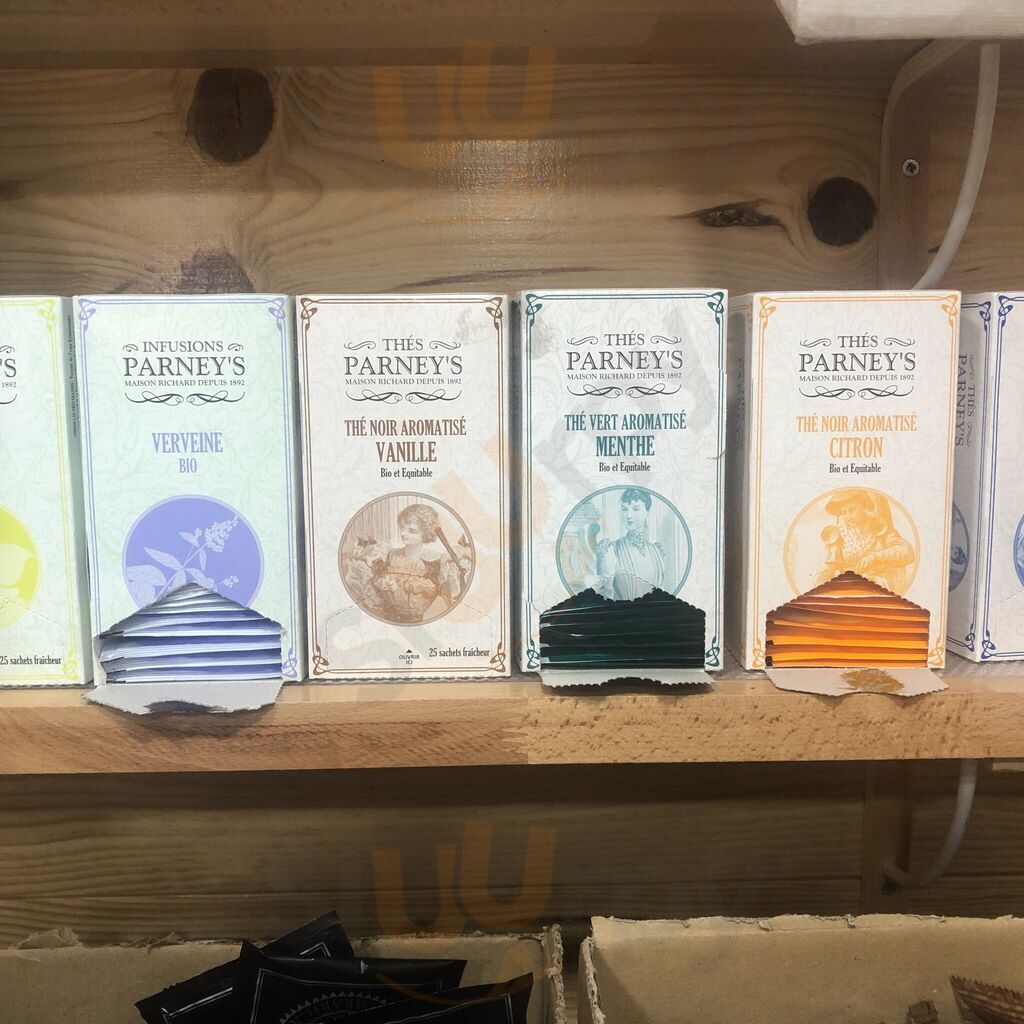 'S
25 sachets fraîcheur
INFUSIONS
PARNEY'S
MAISON RICHARD DEPUIS 1892
VERVEINE
BIO
THÉS
PARNEY'S
MAISON RICHARD DEPUIS 1892
THÉ NOIR AROMATISÉ
VANILLE
Bio et Equitable
OUVRIR
ICI
25 sachets fraîcheur
THÉS
PARNEY'S
MAISON RICHARD DEPUIS 1892
THÉ VERT AROMATISÉ
MENTHE
Bio et Equitable
THÉS
PARNEY'S
MAISON RICHARD DEPUIS 1892
THÉ NOIR AROMATISÉ
CITRON
Bio et Equitable
THÉS
PARNEY'S